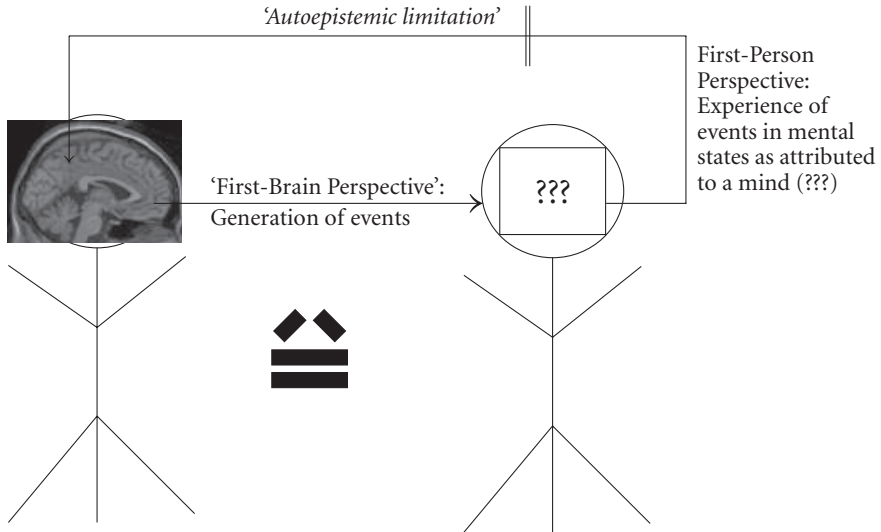 ‘Autoepistemic limitation’
First-Person
Perspective:
Experience of
events in mental
states as attributed
to a mind (???)
‘First-Brain Perspective’:
Generation of events
???